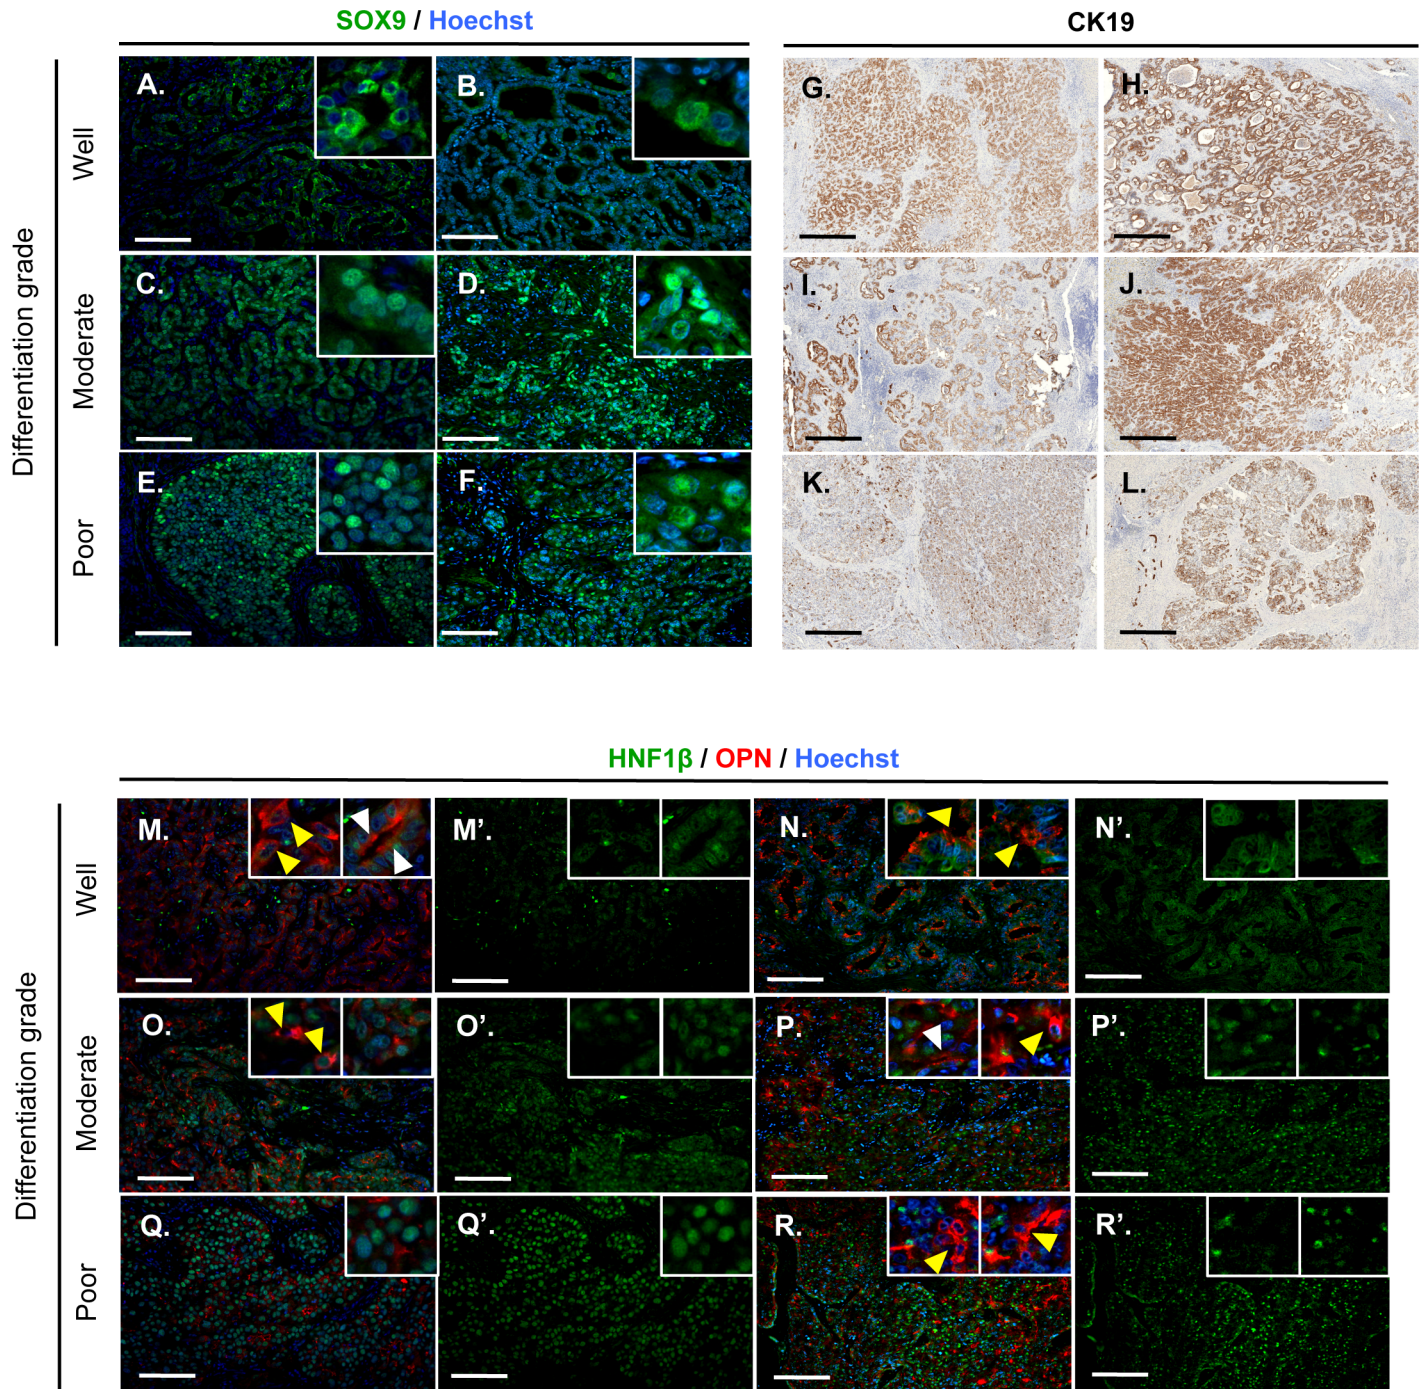 SOX9 / Hoechst
CK19
Differentiation grade
Well
A.
B.
G.
H.
Moderate
C.
D.
I.
J.
Poor
E.
F.
K.
L.
HNF1β / OPN / Hoechst
Differentiation grade
Well
M.
M’.
N.
N’.
Moderate
O.
O’.
P.
P’.
Poor
Q.
Q’.
R.
R’.